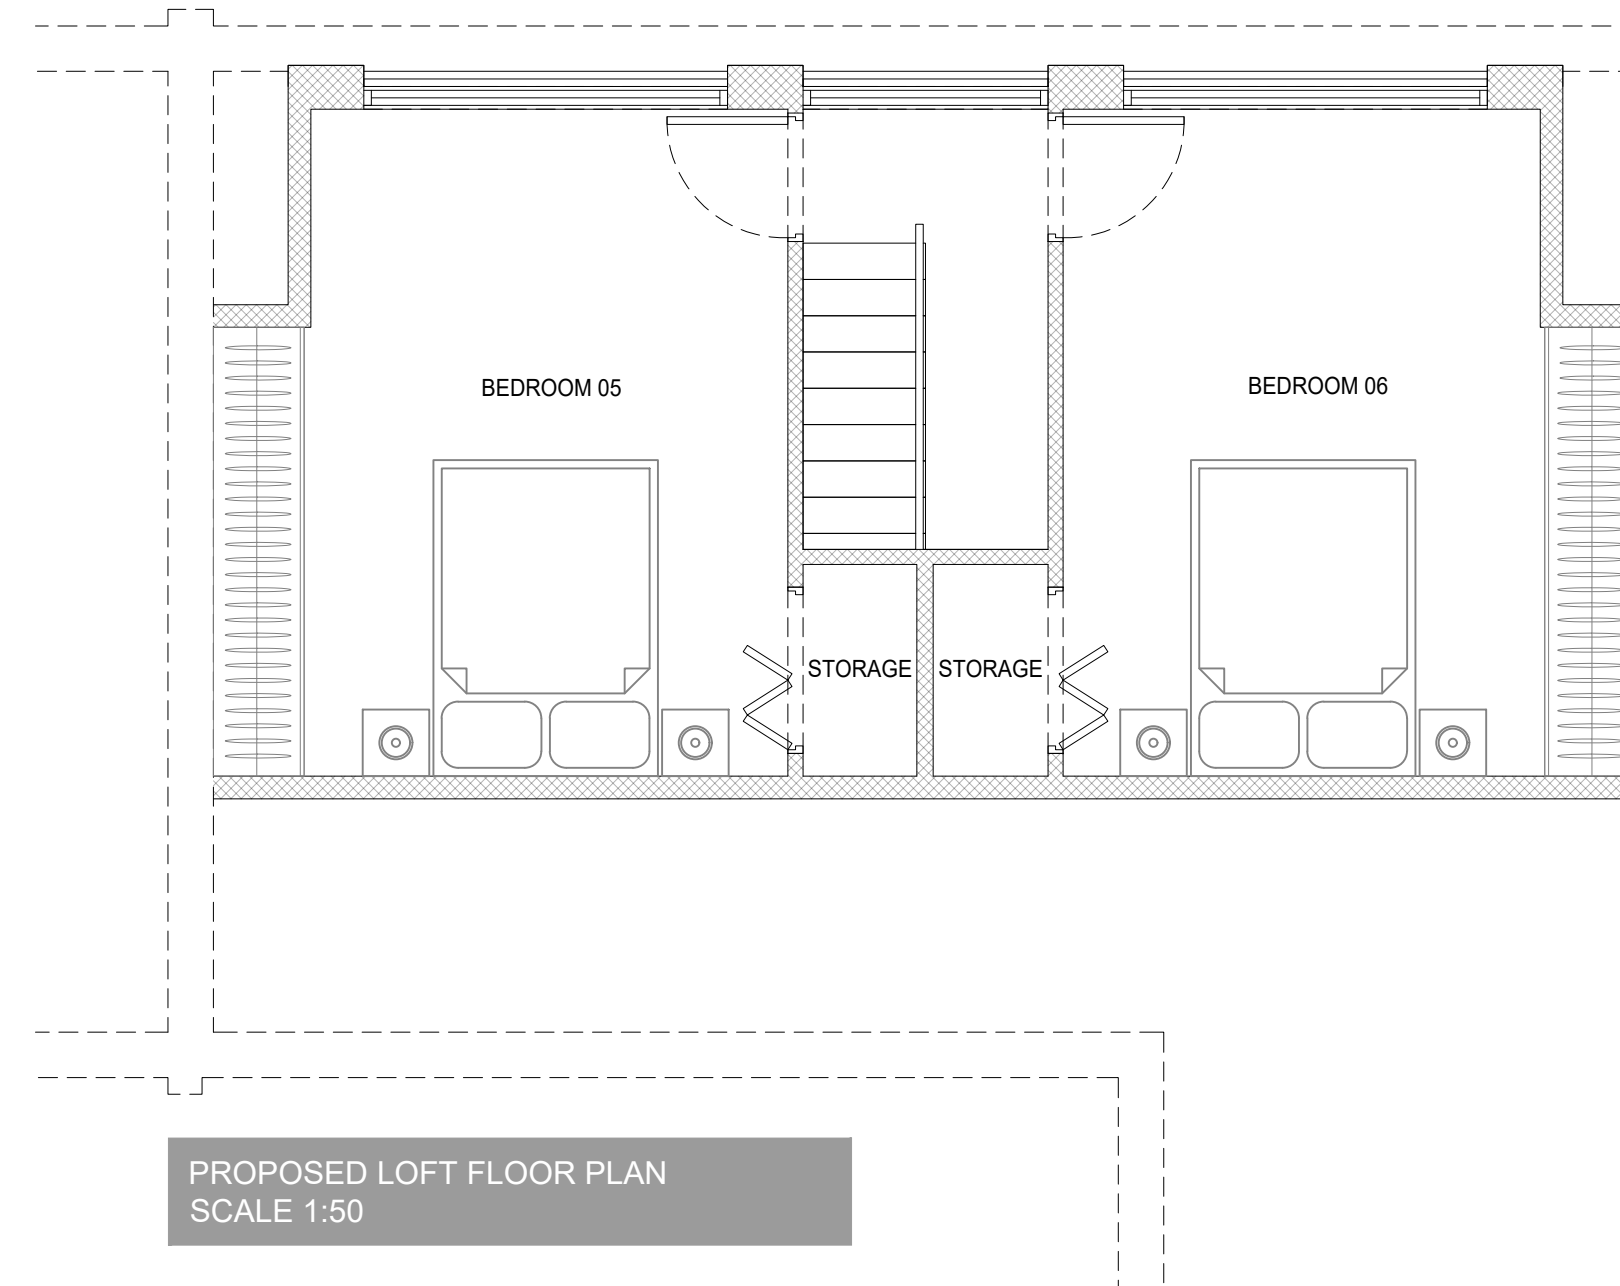 BEDROOM 05
BEDROOM 06
STORAGE
STORAGE
PROPOSED LOFT FLOOR PLAN
SCALE 1:50